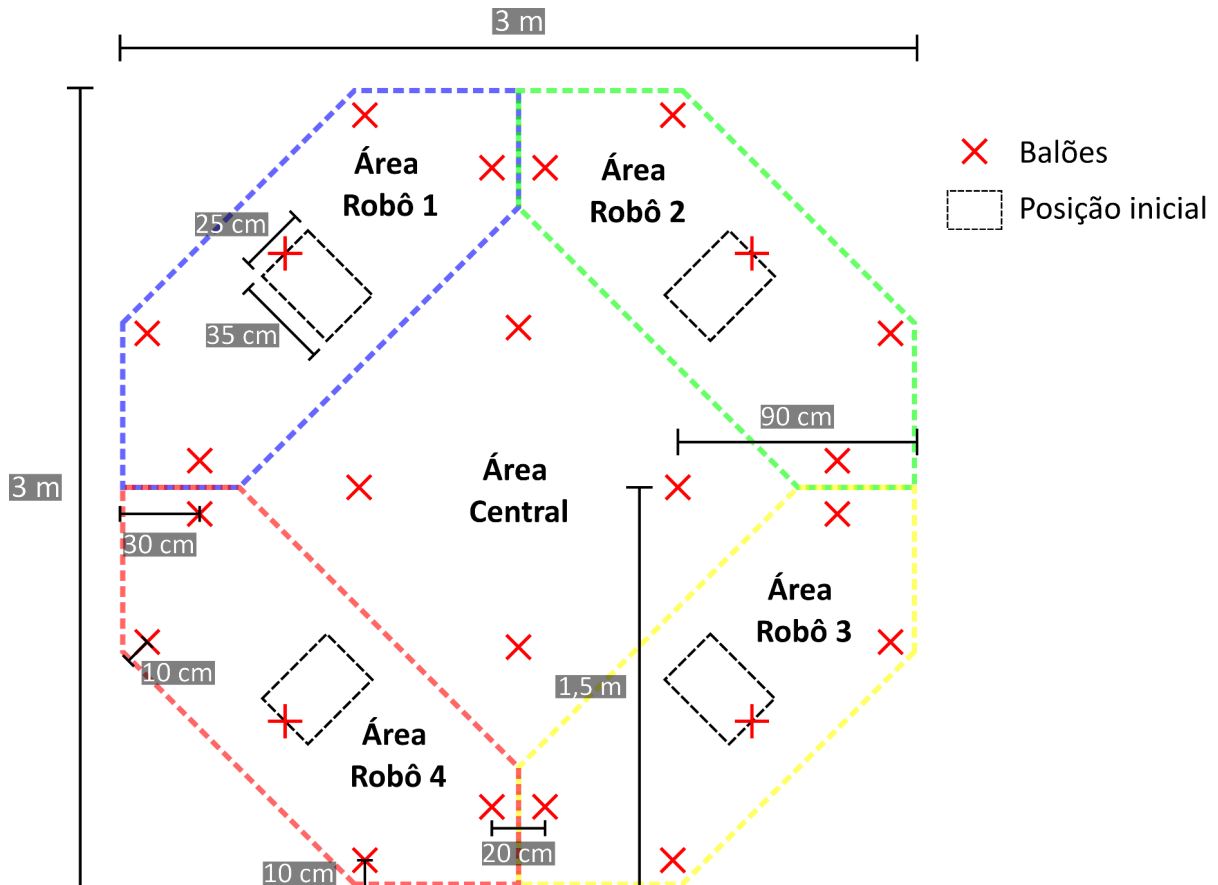 3 m
Balões
Posição inicial
Área
Robô 1
Área
Robô 2
25 cm
35 cm
90 cm
3 m
Área
Central
30 cm
Área
Robô 3
10 cm
1,5 m
Área
Robô 4
20 cm
10 cm